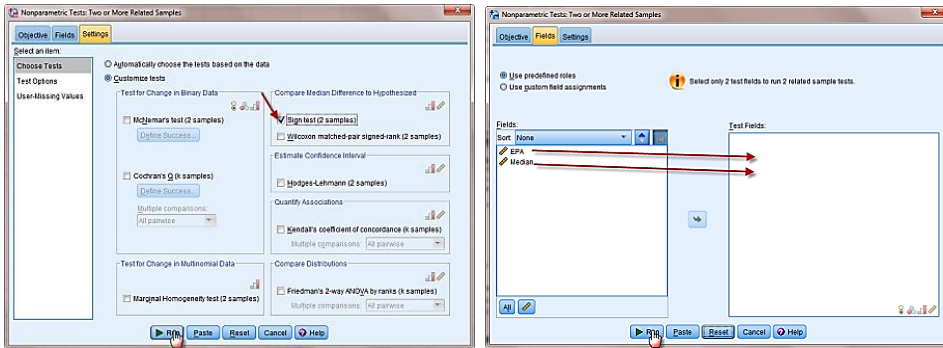 Nonparametric Tests: Two or More Related Samples
Objective Fields Settings
Select an item:
Choose Tests
Test Options
User-Missing Values
Automatically choose the tests based on the data
Customize tests
Test for Change in Binary Data
McNemar's test (2 samples)
Define Success...
Cochran's Q (k samples)
Define Success...
Multiple comparisons:
All pairwise
Test for Change in Multinomial Data
Marginal Homogeneity test (2 samples)
Compare Median Difference to Hypothesized
Sign test (2 samples)
Wilcoxon matched-pair signed-rank (2 samples)
Estimate Confidence Interval
Hodges-Lehmann (2 samples)
Quantify Associations
Kendall's coefficient of concordance (k samples)
Multiple comparisons: All pairwise
Compare Distributions
Friedman's 2-way ANOVA by ranks (k samples)
Multiple comparisons: All pairwise
Run Paste Reset Cancel Help
Nonparametric Tests: Two or More Related Samples
Objective Fields Settings
Use predefined roles
Use custom field assignments
Select only 2 test fields to run 2 related sample tests.
Fields:
Sort: None
EPA
Median
Test Fields:
All
Run Paste Reset Cancel Help